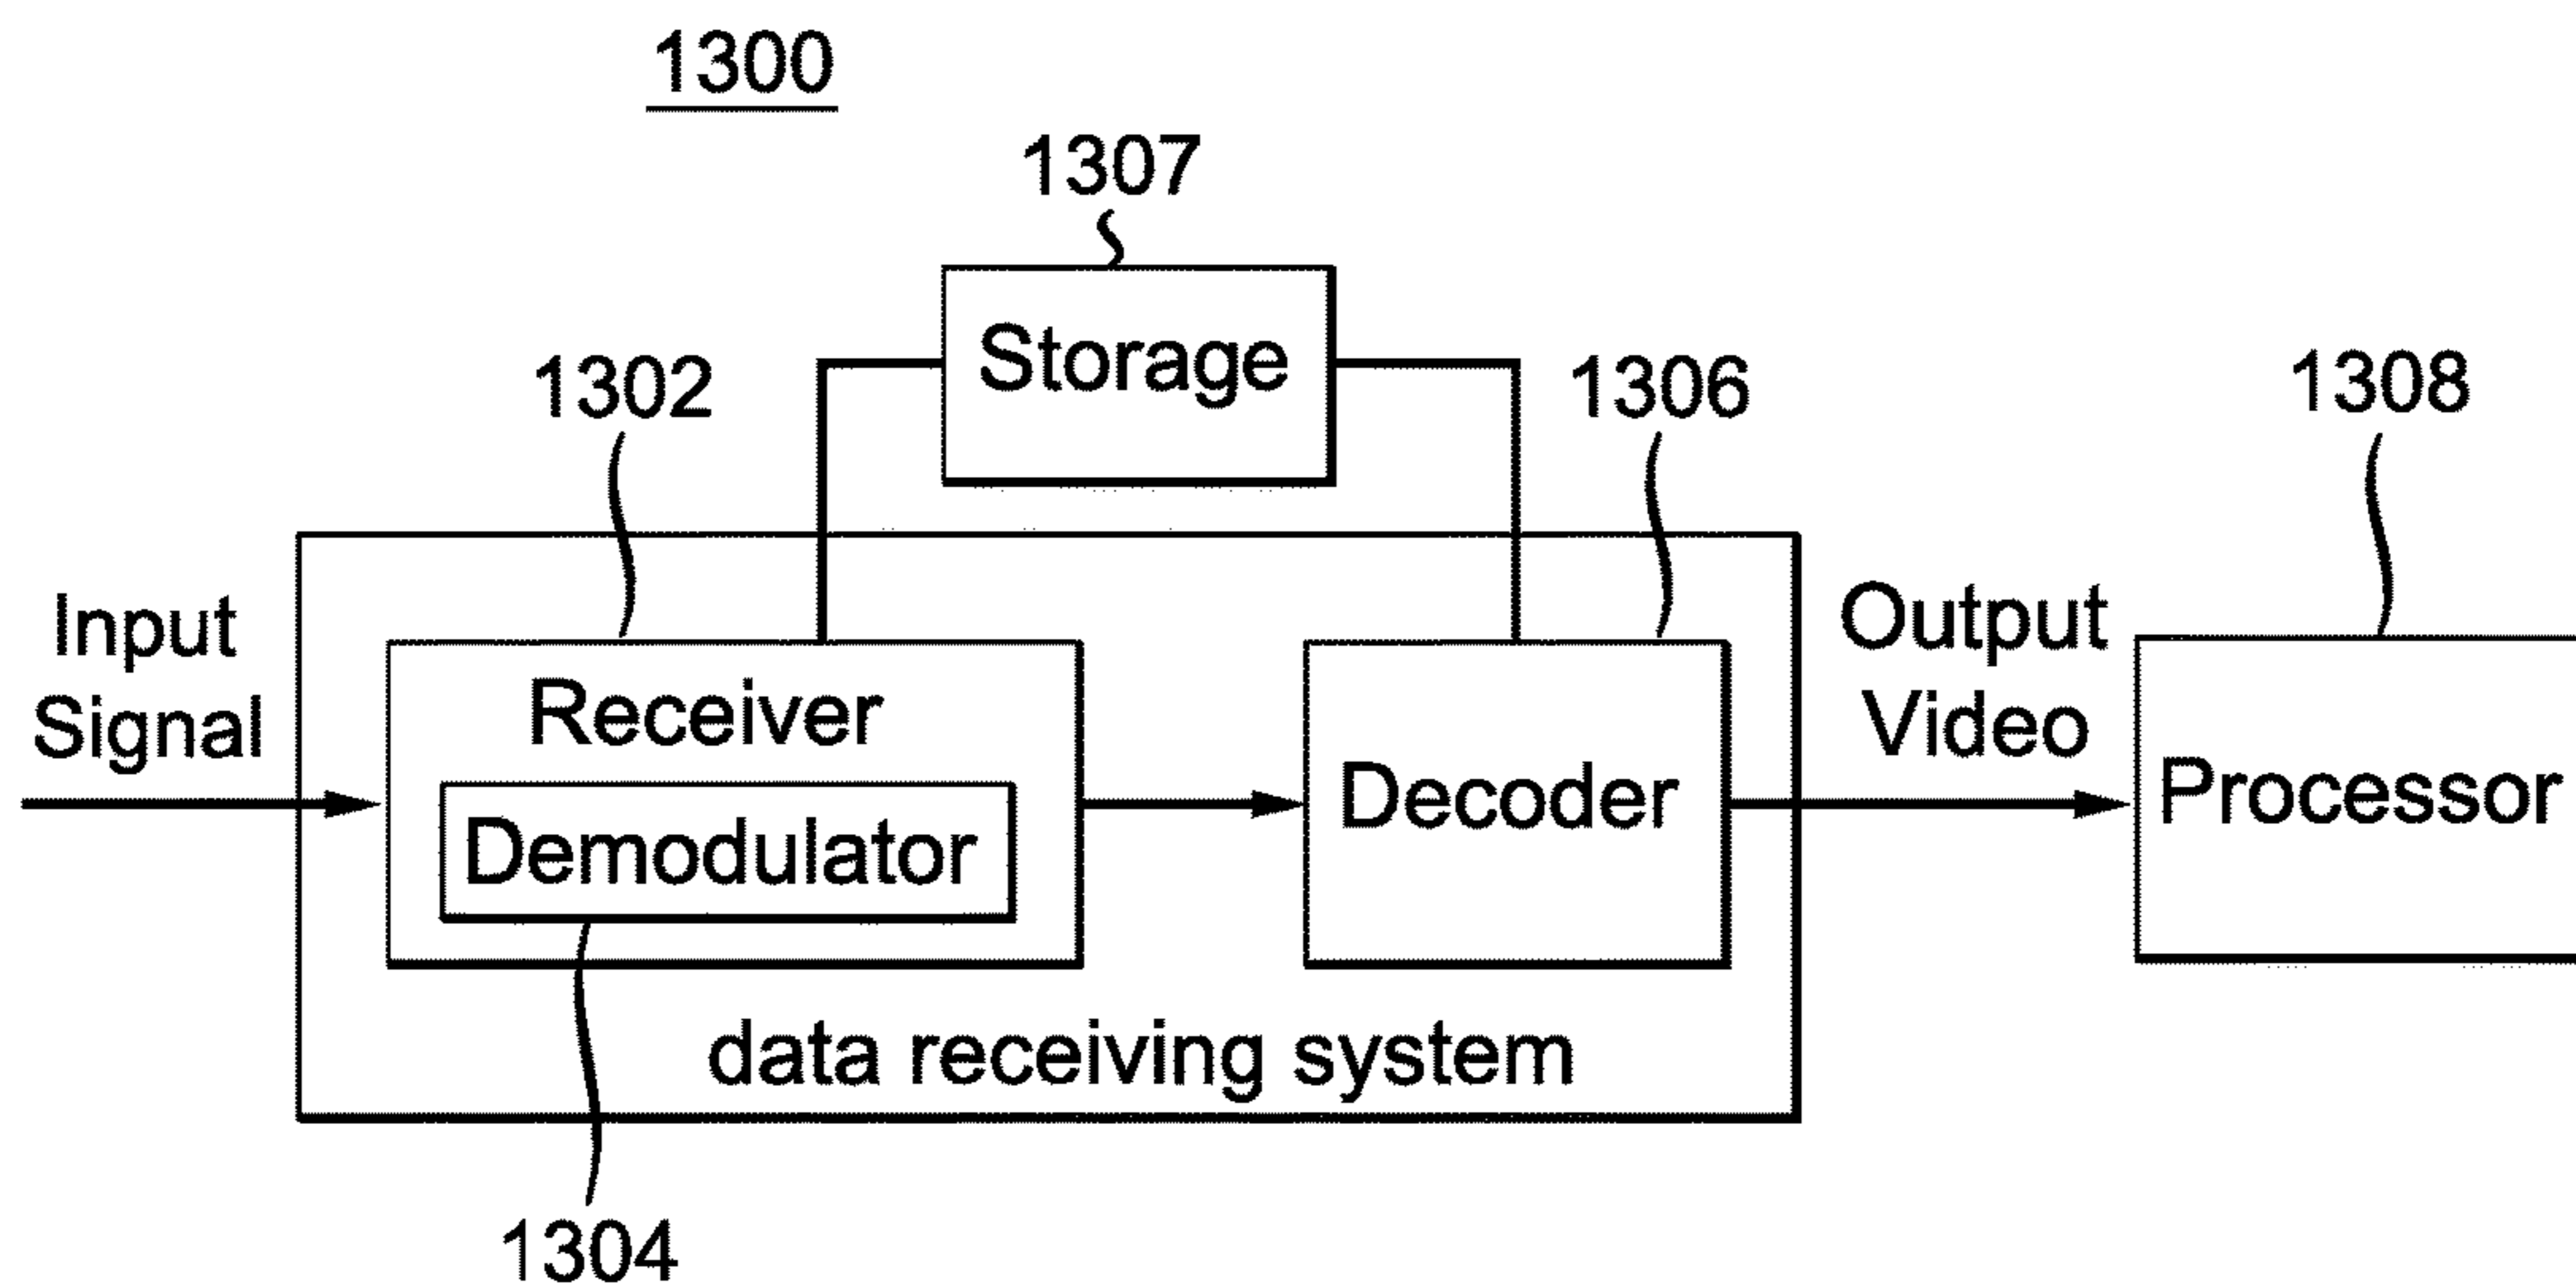 1300
1307
Storage
1302
1306
1308
Input
Signal
Receiver
Demodulator
Decoder
Output
Video
Processor
data receiving system
1304